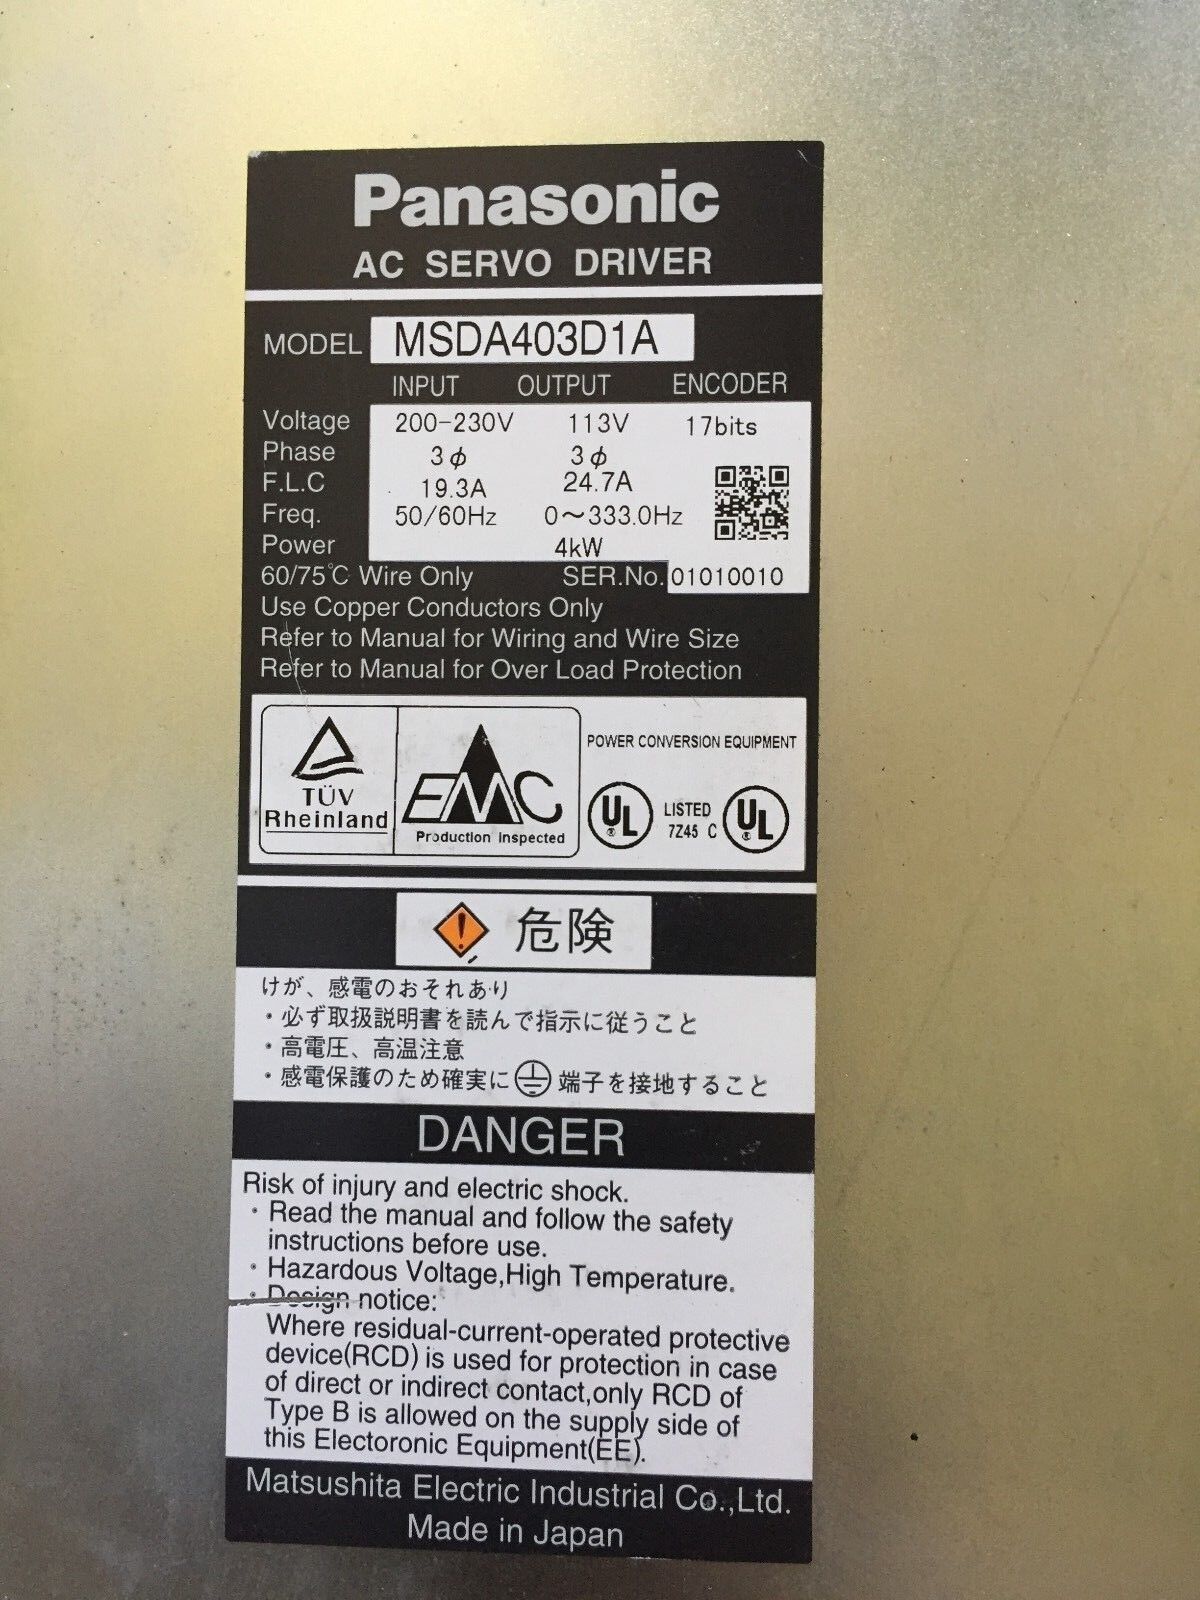 Panasonic
AC SERVO DRIVER
MODEL MSDA403D1A
INPUT OUTPUT ENCODER
Voltage 200-230V 113V 17bits
Phase 3ϕ 3ϕ
F.L.C 19.3A 24.7A
Freq. 50/60Hz 0～333.0Hz
Power 4kW
60/75℃ Wire Only SER.No. 01010010
Use Copper Conductors Only
Refer to Manual for Wiring and Wire Size
Refer to Manual for Over Load Protection
TÜV
Rheinland
EMC
Production Inspected
POWER CONVERSION EQUIPMENT
UL ® LISTED 7Z45 C UL ®
危険
けが、感電のおそれあり
・必ず取扱説明書を読んで指示に従うこと
・高電圧、高温注意
・感電保護のため確実に⏚端子を接地すること
DANGER
Risk of injury and electric shock.
・Read the manual and follow the safety
instructions before use.
・Hazardous Voltage,High Temperature.
・Design notice:
Where residual-current-operated protective
device(RCD) is used for protection in case
of direct or indirect contact,only RCD of
Type B is allowed on the supply side of
this Electoronic Equipment(EE).
Matsushita Electric Industrial Co.,Ltd.
Made in Japan